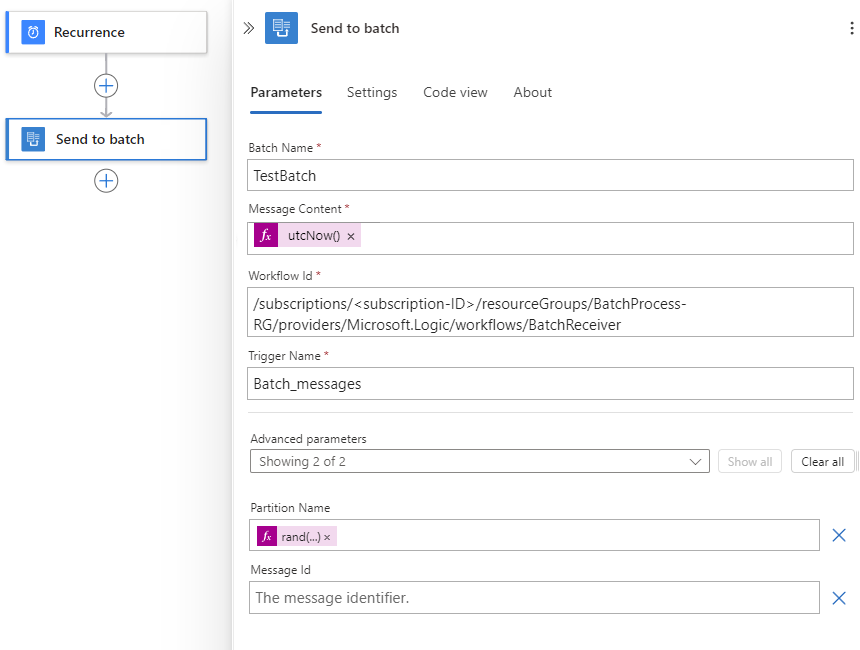 Recurrence
Send to batch
Send to batch
Parameters Settings Code view About
Batch Name *
TestBatch
Message Content *
fx utcNow() ×
Workflow Id *
/subscriptions/<subscription-ID>/resourceGroups/BatchProcess-
RG/providers/Microsoft.Logic/workflows/BatchReceiver
Trigger Name *
Batch_messages
Advanced parameters
Showing 2 of 2 Show all Clear all
Partition Name
fx rand(...) ×
Message Id
The message identifier.